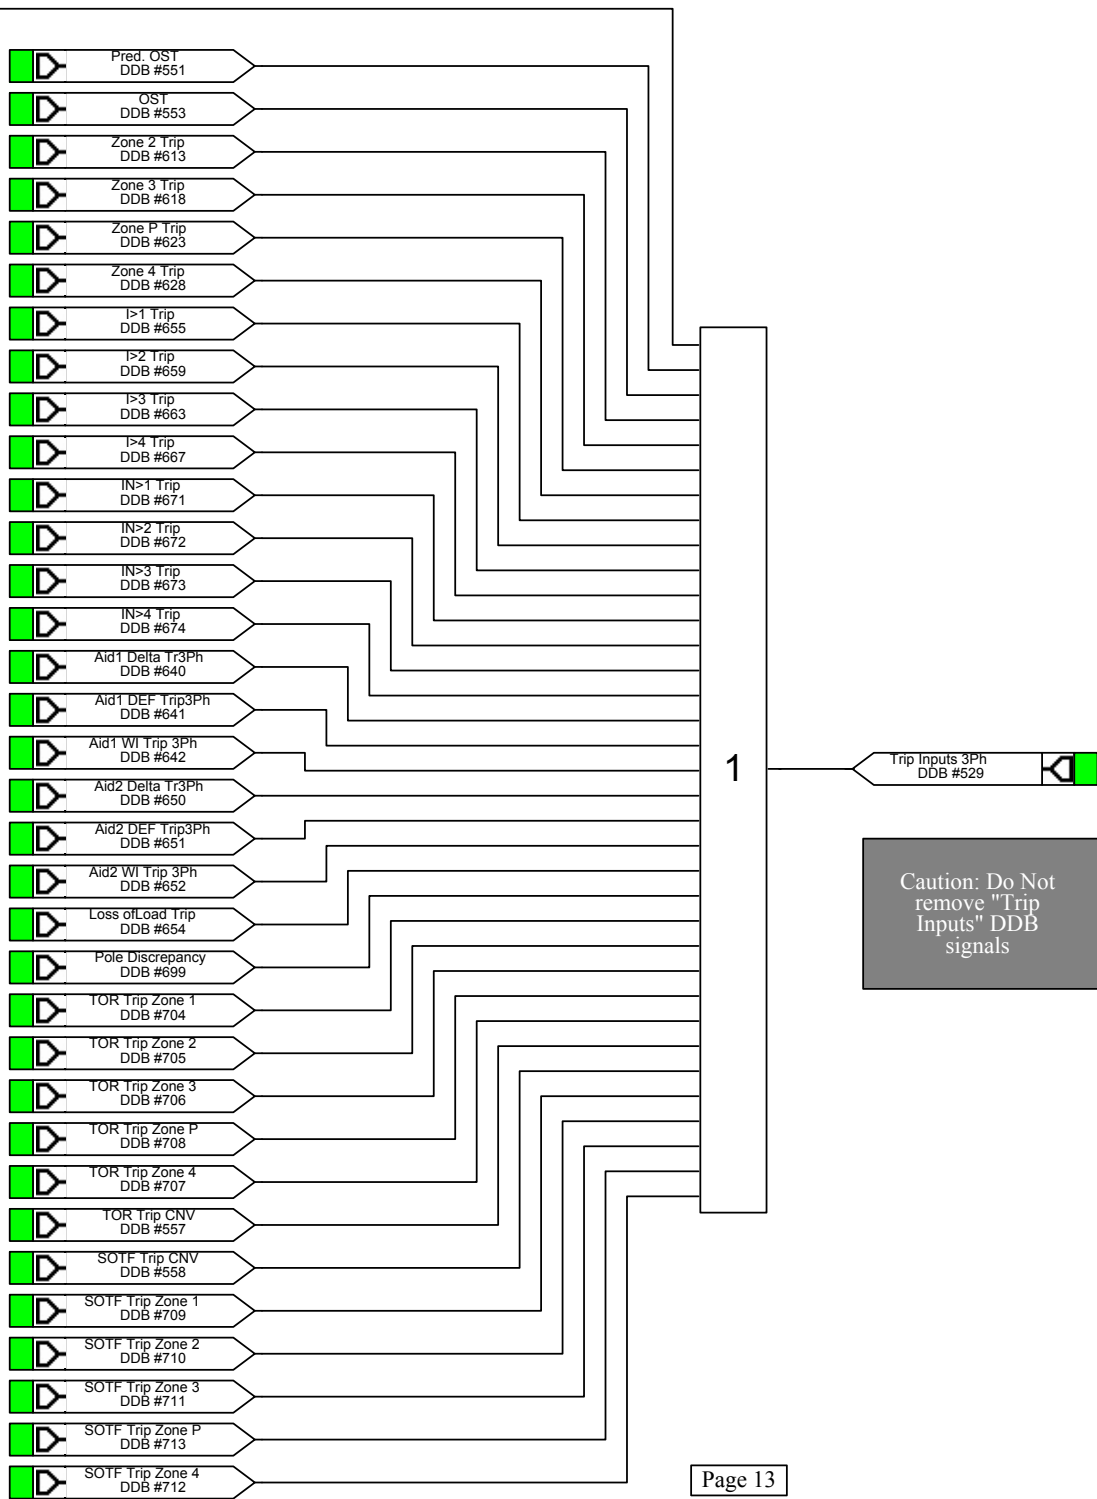 Pred. OST
DDB #551
OST
DDB #553
Zone 2 Trip
DDB #613
Zone 3 Trip
DDB #618
Zone P Trip
DDB #623
Zone 4 Trip
DDB #628
I>1 Trip
DDB #655
I>2 Trip
DDB #659
I>3 Trip
DDB #663
I>4 Trip
DDB #667
IN>1 Trip
DDB #671
IN>2 Trip
DDB #672
IN>3 Trip
DDB #673
IN>4 Trip
DDB #674
Aid1 Delta Tr3Ph
DDB #640
Aid1 DEF Trip3Ph
DDB #641
Aid1 WI Trip 3Ph
DDB #642
Aid2 Delta Tr3Ph
DDB #650
Aid2 DEF Trip3Ph
DDB #651
Aid2 WI Trip 3Ph
DDB #652
Loss ofLoad Trip
DDB #654
Pole Discrepancy
DDB #699
TOR Trip Zone 1
DDB #704
TOR Trip Zone 2
DDB #705
TOR Trip Zone 3
DDB #706
TOR Trip Zone P
DDB #708
TOR Trip Zone 4
DDB #707
TOR Trip CNV
DDB #557
SOTF Trip CNV
DDB #558
SOTF Trip Zone 1
DDB #709
SOTF Trip Zone 2
DDB #710
SOTF Trip Zone 3
DDB #711
SOTF Trip Zone P
DDB #713
SOTF Trip Zone 4
DDB #712
1
Trip Inputs 3Ph
DDB #529
Caution: Do Not
remove "Trip
Inputs" DDB
signals
Page 13